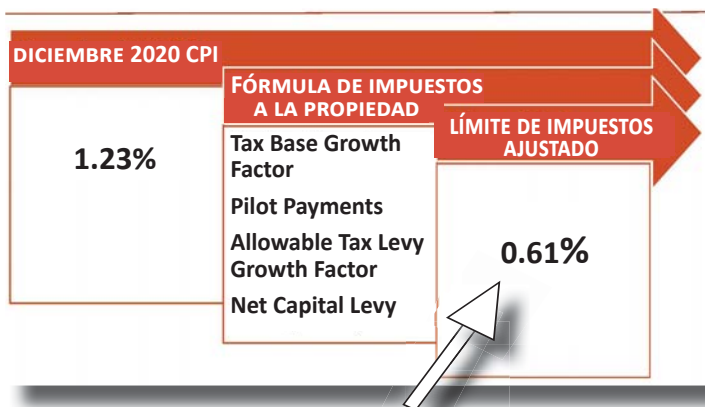 DICIEMBRE 2020 CPI
1.23%
FÓRMULA DE IMPUESTOS
A LA PROPIEDAD
Tax Base Growth
Factor
Pilot Payments
Allowable Tax Levy
Growth Factor
Net Capital Levy
LÍMITE DE IMPUESTOS
AJUSTADO
0.61%